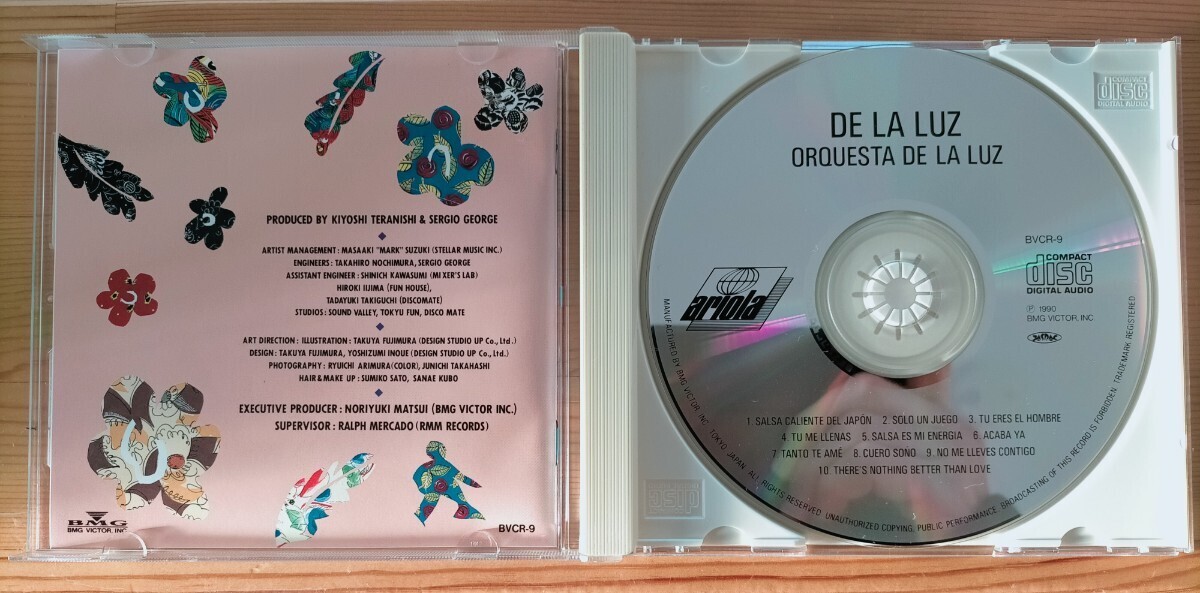 PRODUCED BY KIYOSHI TERANISHI & SERGIO GEORGE
ARTIST MANAGEMENT : MASAAKI "MARK" SUZUKI (STELLAR MUSIC INC.)
ENGINEERS : TAKAHIRO NOCHIMURA, SERGIO GEORGE
ASSISTANT ENGINEER : SHINICH KAWASUMI (MIXER'S LAB)
HIROKI IIJIMA (FUN HOUSE),
TADAYUKI TAKIGUCHI (DISCOMATE)
STUDIOS : SOUND VALLEY, TOKYU FUN, DISCO MATE
ART DIRECTION : ILLUSTRATION : TAKUYA FUJIMURA (DESIGN STUDIO UP Co., Ltd.)
DESIGN : TAKUYA FUJIMURA, YOSHIZUMI INOUE (DESIGN STUDIO UP Co., Ltd.)
PHOTOGRAPHY : RYUICHI ARIMURA (COLOR), JUNICHI TAKAHASHI
HAIR & MAKE UP : SUMIKO SATO, SANAE KUBO
EXECUTIVE PRODUCER : NORIYUKI MATSUI (BMG VICTOR INC.)
SUPERVISOR : RALPH MERCADO (RMM RECORDS)
BMG
BMG VICTOR, INC.
BVCR-9
DE LA LUZ
ORQUESTA DE LA LUZ
ariola
BVCR-9
COMPACT
disc
DIGITAL AUDIO
℗ 1990
BMG VICTOR, INC
1. SALSA CALIENTE DEL JAPÓN 2. SOLO UN JUEGO 3. TU ERES EL HOMBRE
4. TU ME LLENAS 5. SALSA ES MI ENERGIA 6. ACABA YA
7. TANTO TE AMÉ 8. CUERO SONO 9. NO ME LLEVES CONTIGO
10. THERE'S NOTHING BETTER THAN LOVE
MANUFACTURED BY BMG VICTOR, INC. TOKYO JAPAN. ALL RIGHTS RESERVED. UNAUTHORIZED COPYING, PUBLIC PERFORMANCE, BROADCASTING OF THIS RECORD IS FORBIDDEN. TRADEMARK REGISTERED
COMPACT
disc
DIGITAL AUDIO
disc